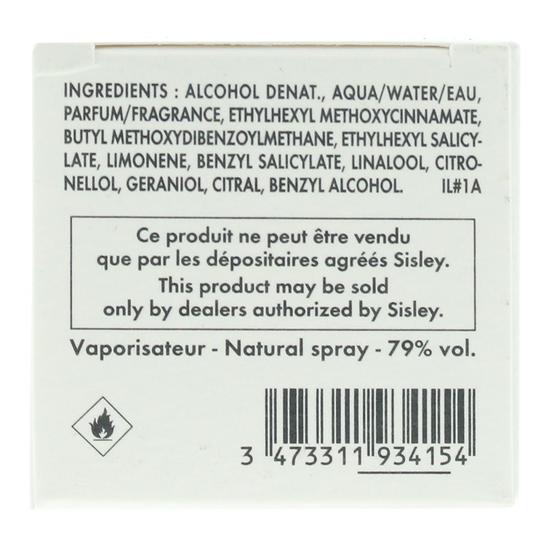 INGREDIENTS : ALCOHOL DENAT., AQUA/WATER/EAU,
PARFUM/FRAGRANCE, ETHYLHEXYL METHOXYCINNAMATE,
BUTYL METHOXYDIBENZOYLMETHANE, ETHYLHEXYL SALICY-
LATE, LIMONENE, BENZYL SALICYLATE, LINALOOL, CITRO-
NELLOL, GERANIOL, CITRAL, BENZYL ALCOHOL. IL#1A
Ce produit ne peut être vendu
que par les dépositaires agréés Sisley.
This product may be sold
only by dealers authorized by Sisley.
Vaporisateur - Natural spray - 79% vol.
3 473311 934154